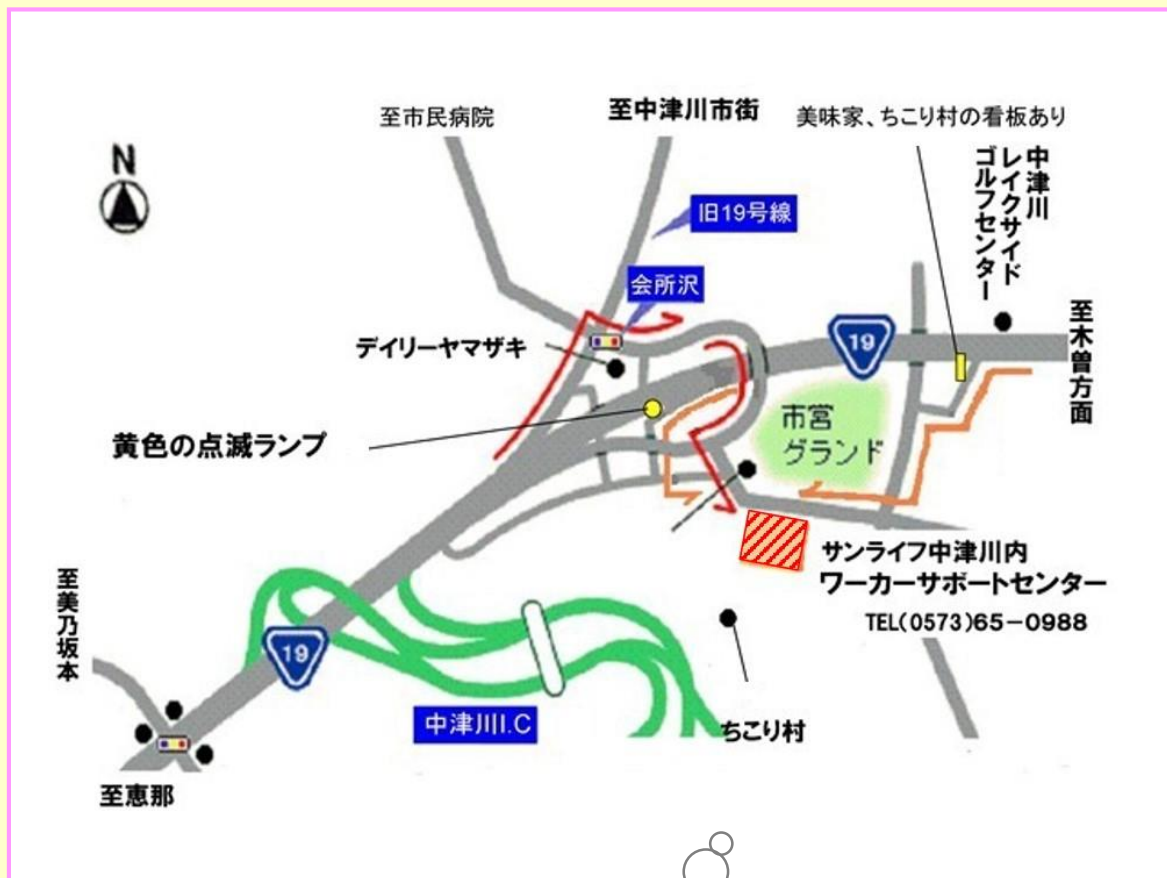 至市民病院
至中津川市街
美味家、ちこり村の看板あり
N
中津川
レイクサイド
ゴルフセンター
旧19号線
会所沢
至木曽方面
19
デイリーヤマザキ
市営
グランド
黄色の点滅ランプ
サンライフ中津川内
ワーカーサポートセンター
TEL(0573)65-0988
至美乃坂本
19
中津川I.C
ちこり村
至恵那